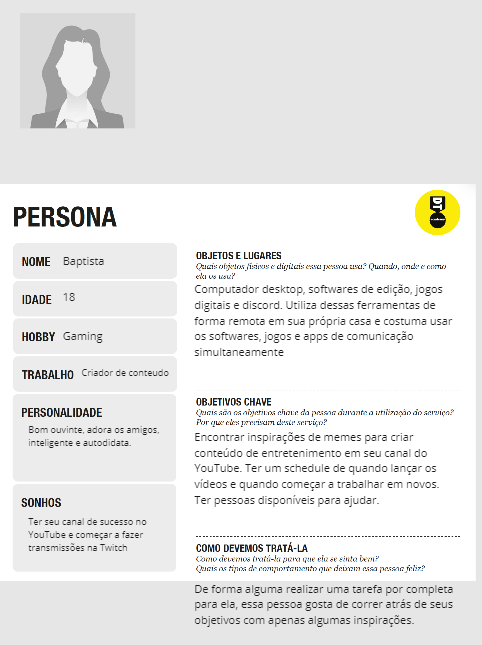 PERSONA
NOME Baptista
IDADE 18
HOBBY Gaming
TRABALHO Criador de conteudo
PERSONALIDADE
Bom ouvinte, adora os amigos,
inteligente e autodidata.
SONHOS
Ter seu canal de sucesso no
YouTube e começar a fazer
transmissões na Twitch
OBJETOS E LUGARES
Quais objetos físicos e digitais essa pessoa usa? Quando, onde e como
ela os usa?
Computador desktop, softwares de edição, jogos
digitais e discord. Utiliza dessas ferramentas de
forma remota em sua própria casa e costuma usar
os softwares, jogos e apps de comunicação
simultaneamente
OBJETIVOS CHAVE
Quais são os objetivos chave da pessoa durante a utilização do serviço?
Por que eles precisam deste serviço?
Encontrar inspirações de memes para criar
conteúdo de entretenimento em seu canal do
YouTube. Ter um schedule de quando lançar os
vídeos e quando começar a trabalhar em novos.
Ter pessoas disponíveis para ajudar.
COMO DEVEMOS TRATÁ-LA
Como devemos tratá-la para que ela se sinta bem?
Quais os tipos de comportamento que deixam essa pessoa feliz?
De forma alguma realizar uma tarefa por completa
para ela, essa pessoa gosta de correr atrás de seus
objetivos com apenas algumas inspirações.